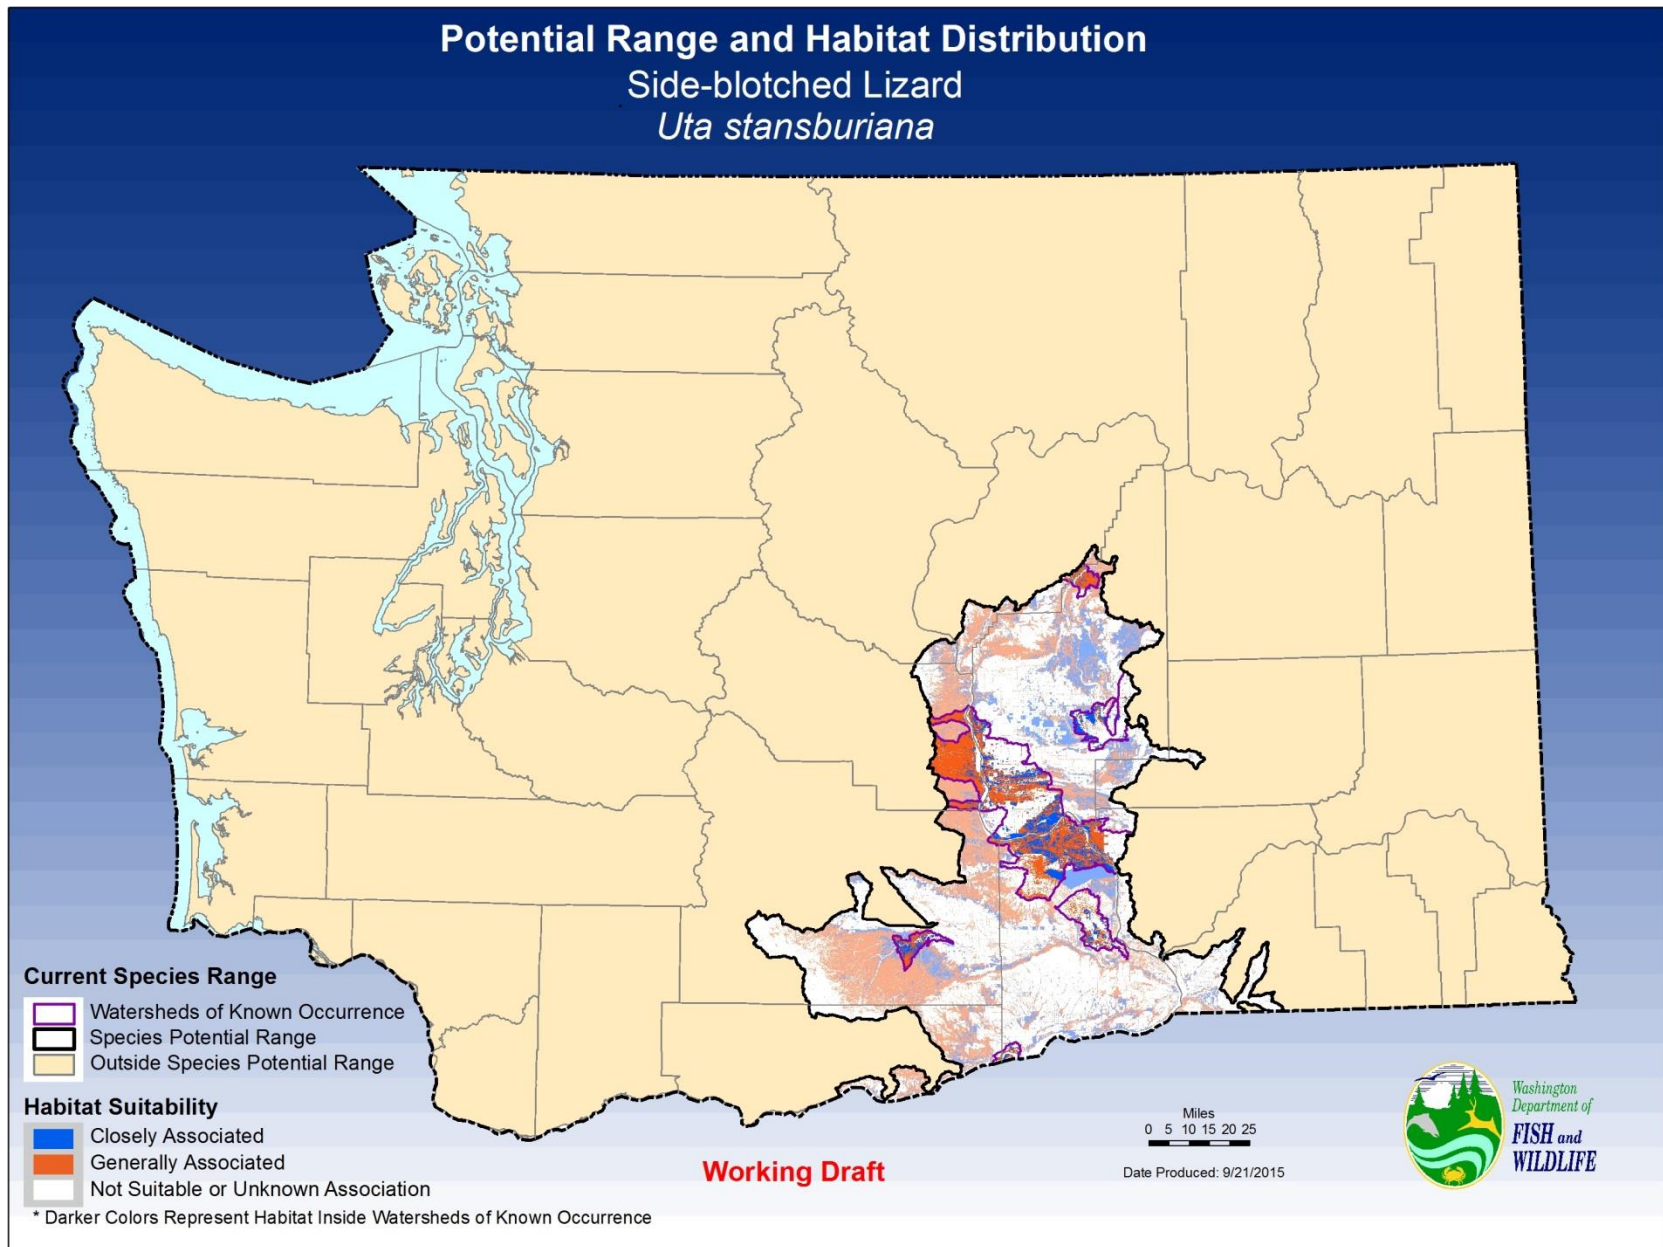 Potential Range and Habitat Distribution
Side-blotched Lizard
Uta stansburiana
Current Species Range
Watersheds of Known Occurrence
Species Potential Range
Outside Species Potential Range
Habitat Suitability
Closely Associated
Generally Associated
Not Suitable or Unknown Association
* Darker Colors Represent Habitat Inside Watersheds of Known Occurrence
Working Draft
Miles
0 5 10 15 20 25
Date Produced: 9/21/2015
Washington
Department of
FISH and
WILDLIFE